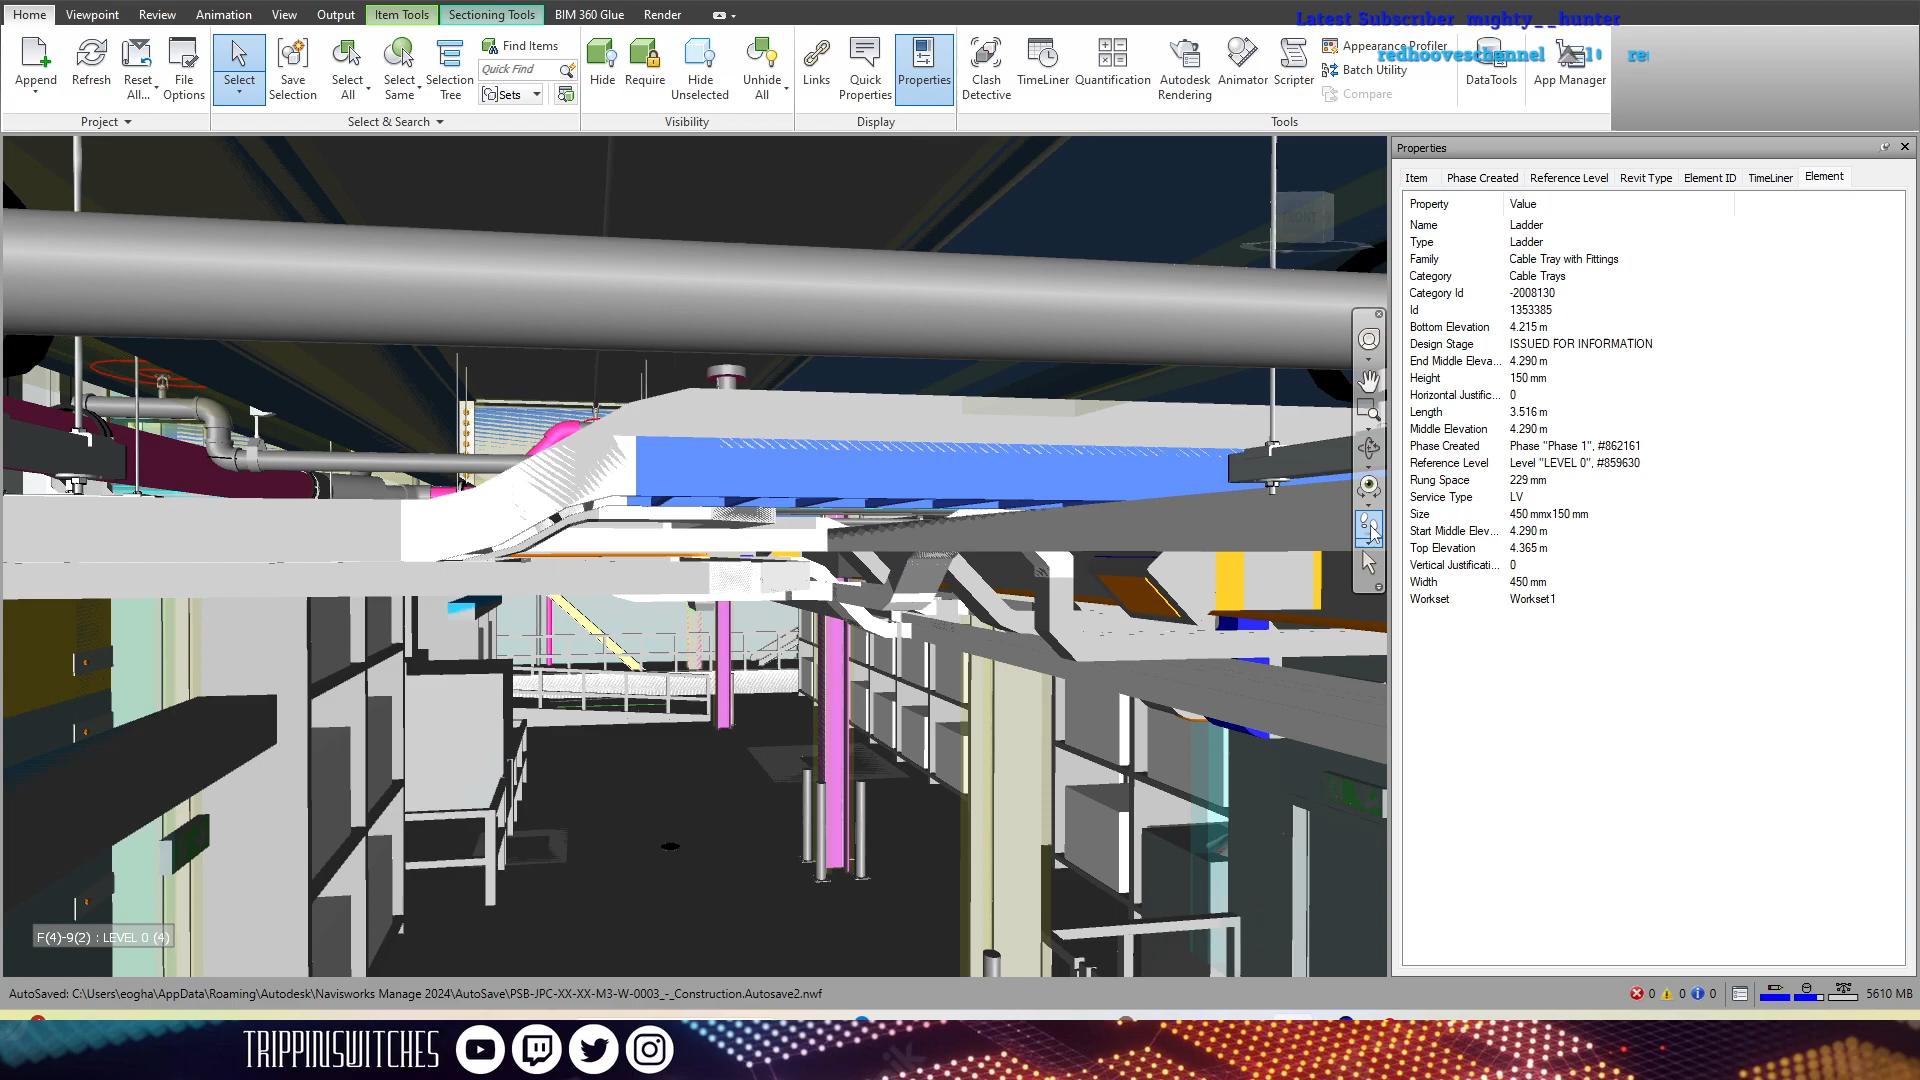 Home Viewpoint Review Animation View Output Item Tools Sectioning Tools BIM 360 Glue Render
Latest Subscriber mighty__hunter
redhooveschannel
Append Refresh Reset All... File Options
Select Save Selection Select All Select Same Selection Tree
Find Items
Quick Find
Sets
Hide Require Hide Unselected Unhide All
Links Quick Properties Properties
Clash Detective TimeLiner Quantification Autodesk Rendering Animator Scripter
Appearance Profiler
Batch Utility
Compare
DataTools App Manager
Project Select & Search Visibility Display Tools
Properties
Item Phase Created Reference Level Revit Type Element ID TimeLiner Element
Property Value
Name Ladder
Type Ladder
Family Cable Tray with Fittings
Category Cable Trays
Category Id -2008130
Id 1353385
Bottom Elevation 4.215 m
Design Stage ISSUED FOR INFORMATION
End Middle Eleva... 4.290 m
Height 150 mm
Horizontal Justific... 0
Length 3.516 m
Middle Elevation 4.290 m
Phase Created Phase "Phase 1", #862161
Reference Level Level "LEVEL 0", #859630
Rung Space 229 mm
Service Type LV
Size 450 mmx150 mm
Start Middle Elev... 4.290 m
Top Elevation 4.365 m
Vertical Justificati... 0
Width 450 mm
Workset Workset1
F(4)-9(2) : LEVEL 0 (4)
AutoSaved: C:\Users\eogha\AppData\Roaming\Autodesk\Navisworks Manage 2024\AutoSave\PSB-JPC-XX-XX-M3-W-0003_-_Construction.Autosave2.nwf
0 0 0 5610 MB
TRIPPINSWITCHES